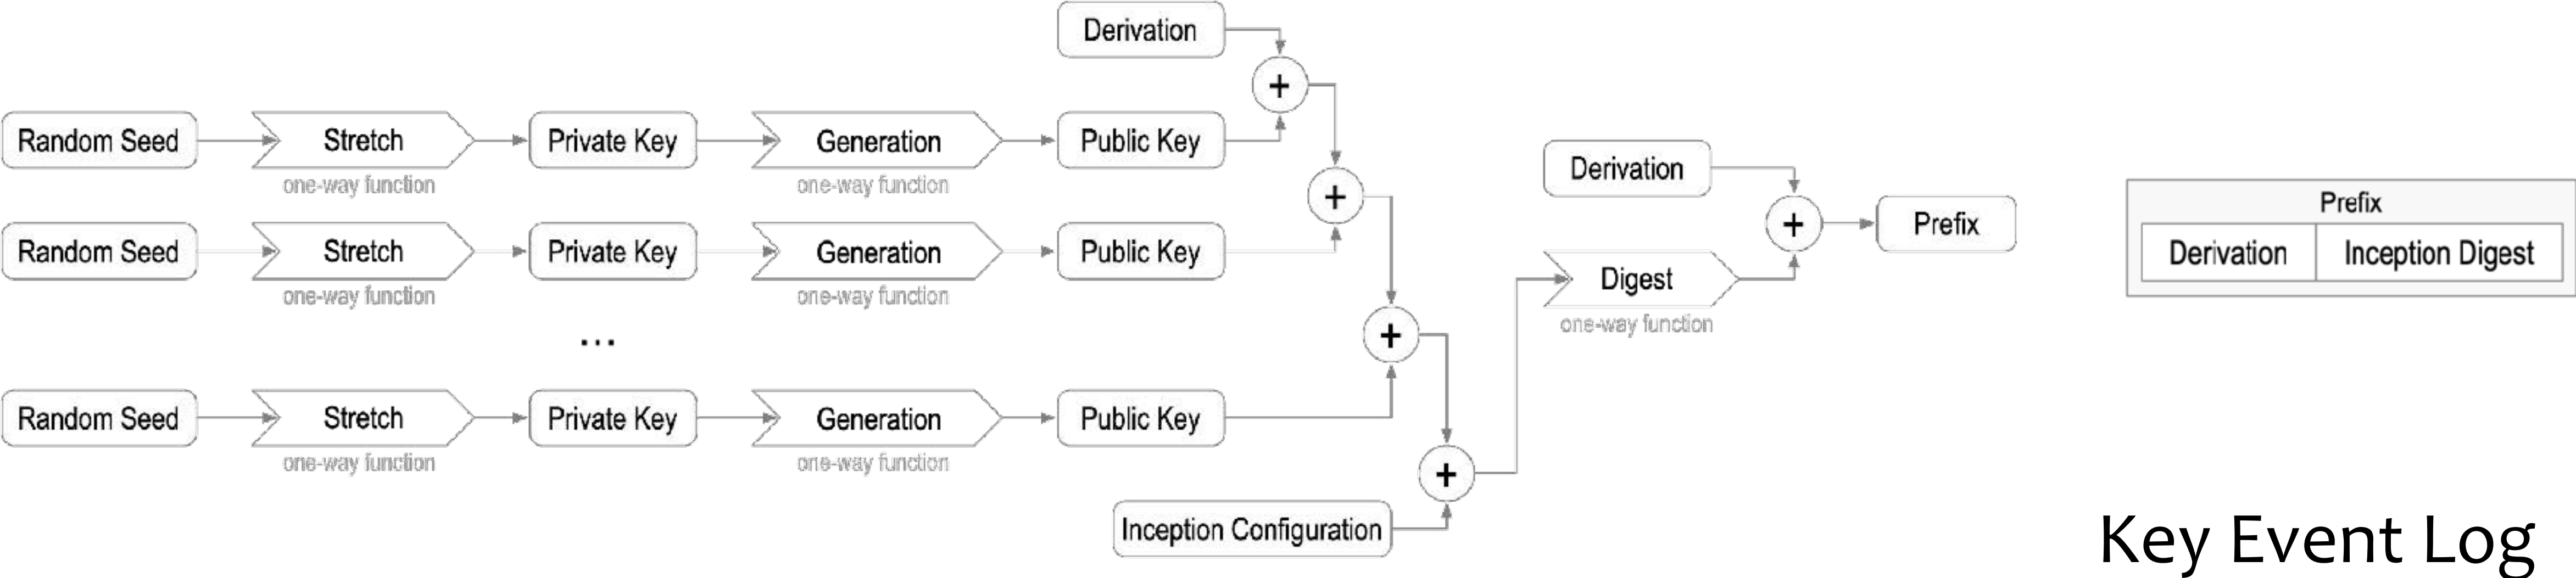 Derivation
+
Random Seed
Stretch
one-way function
Private Key
Generation
one-way function
Public Key
+
Random Seed
Stretch
one-way function
Private Key
Generation
one-way function
Public Key
...
+
Random Seed
Stretch
one-way function
Private Key
Generation
one-way function
Public Key
+
Inception Configuration
Derivation
+
Digest
one-way function
Prefix
Prefix
Derivation Inception Digest
Key Event Log